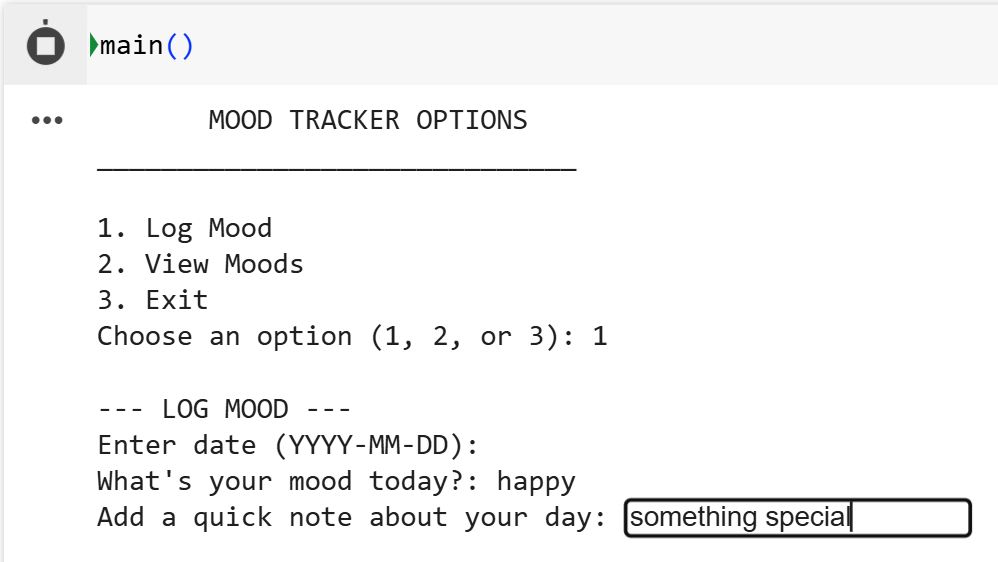 main()
MOOD TRACKER OPTIONS
______________________________
1. Log Mood
2. View Moods
3. Exit
Choose an option (1, 2, or 3): 1
--- LOG MOOD ---
Enter date (YYYY-MM-DD):
What's your mood today?: happy
Add a quick note about your day: something special